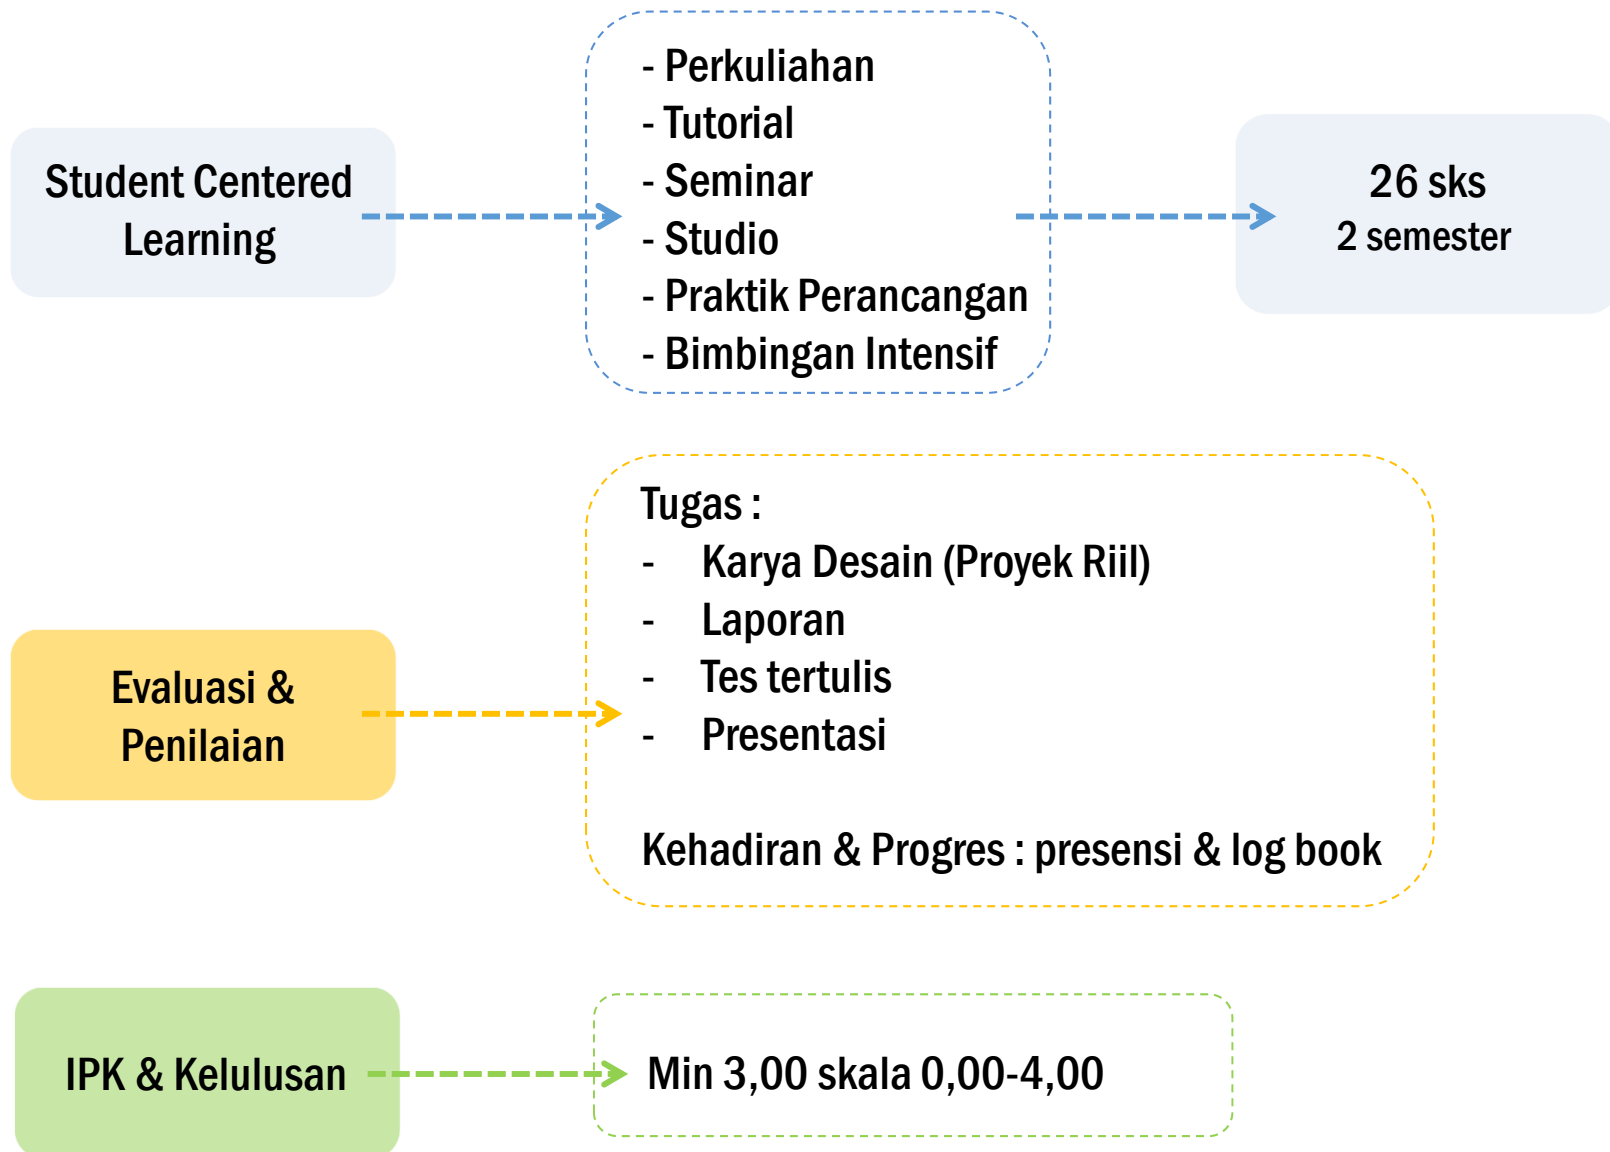 Student Centered
Learning
- Perkuliahan
- Tutorial
- Seminar
- Studio
- Praktik Perancangan
- Bimbingan Intensif
26 sks
2 semester
Evaluasi &
Penilaian
Tugas :
- Karya Desain (Proyek Riil)
- Laporan
- Tes tertulis
- Presentasi
Kehadiran & Progres : presensi & log book
IPK & Kelulusan
Min 3,00 skala 0,00-4,00